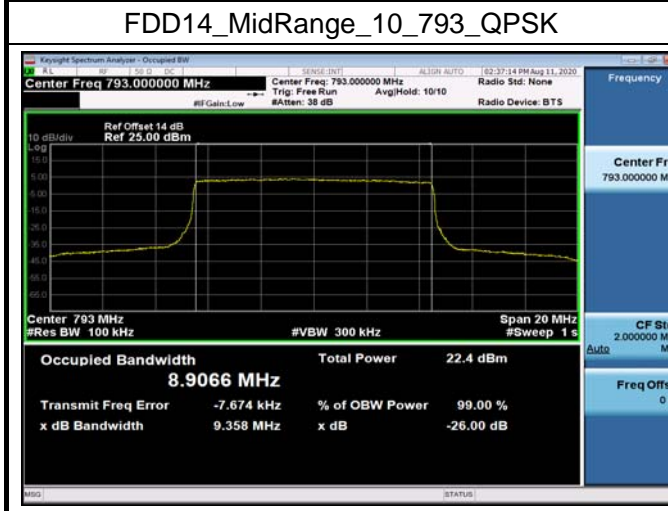 FDD14_MidRange_10_793_QPSK
Keysight Spectrum Analyzer - Occupied BW
RL RF 50 Ω DC SENSE:INT ALIGN AUTO 02:37:14 PM Aug 11, 2020
Center Freq 793.000000 MHz Center Freq: 793.000000 MHz Radio Std: None Frequency
Trig: Free Run Avg|Hold: 10/10
#IFGain:Low #Atten: 38 dB Radio Device: BTS
Ref Offset 14 dB
10 dB/div Ref 25.00 dBm
Log
15.0
5.00
-5.00
-15.0
-25.0
-35.0
-45.0
-55.0
-65.0
Center Fr
793.000000 M
Center 793 MHz Span 20 MHz
#Res BW 100 kHz #VBW 300 kHz #Sweep 1 s
CF St
2.000000 M
Auto M
Occupied Bandwidth Total Power 22.4 dBm
8.9066 MHz
Freq Offs
0
Transmit Freq Error -7.674 kHz % of OBW Power 99.00 %
x dB Bandwidth 9.358 MHz x dB -26.00 dB
MSG STATUS